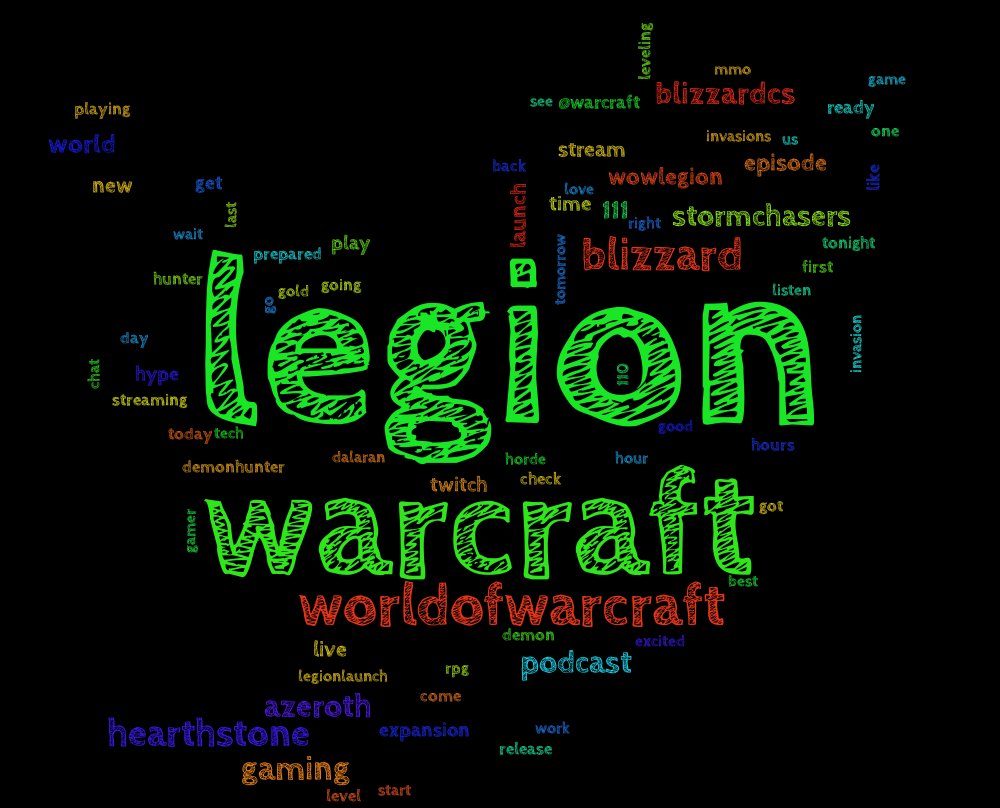 leveling
mmo
game
blizzardcs
see
@warcraft
ready
playing
one
invasions
us
world
stream
episode
back
wowlegion
like
new
get
love
time
111
launch
last
right
stormchasers
wait
prepared
play
tomorrow
blizzard
tonight
hunter
gold
going
first
go
listen
legion
day
invasion
chat
hype
110
streaming
today
tech
good
hours
demonhunter
dalaran
horde
hour
twitch
check
gamer
warcraft
got
best
worldofwarcraft
demon
excited
live
podcast
legionlaunch
rpg
azeroth
come
hearthstone
expansion
work
release
gaming
level
start